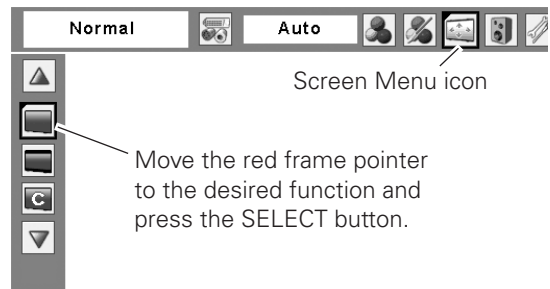 Normal Auto
Screen Menu icon
Move the red frame pointer
to the desired function and
press the SELECT button.
C